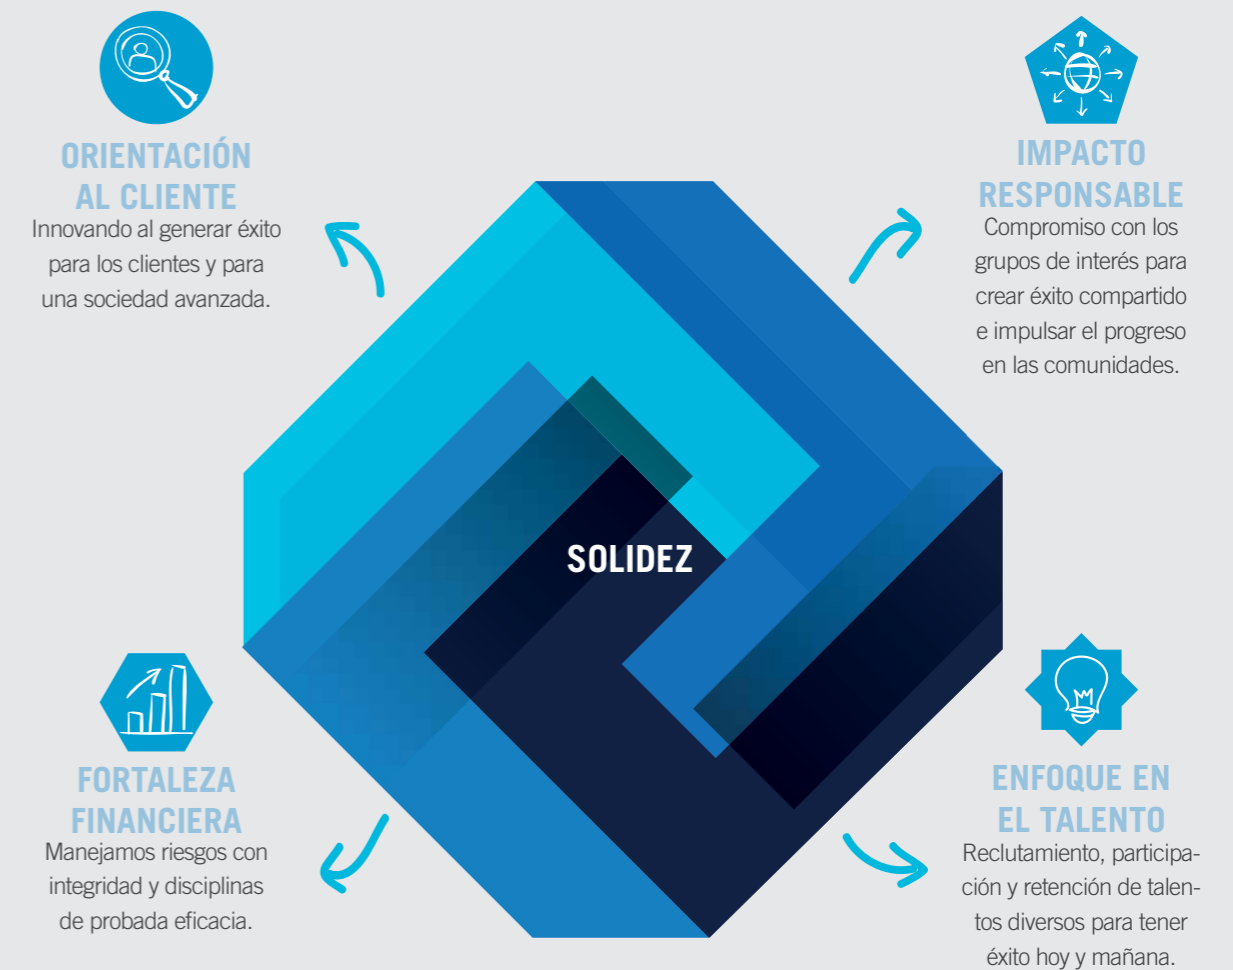 ORIENTACIÓN
AL CLIENTE
Innovando al generar éxito
para los clientes y para
una sociedad avanzada.
IMPACTO
RESPONSABLE
Compromiso con los
grupos de interés para
crear éxito compartido
e impulsar el progreso
en las comunidades.
SOLIDEZ
FORTALEZA
FINANCIERA
Manejamos riesgos con
integridad y disciplinas
de probada eficacia.
ENFOQUE EN
EL TALENTO
Reclutamiento, participa-
ción y retención de talen-
tos diversos para tener
éxito hoy y mañana.